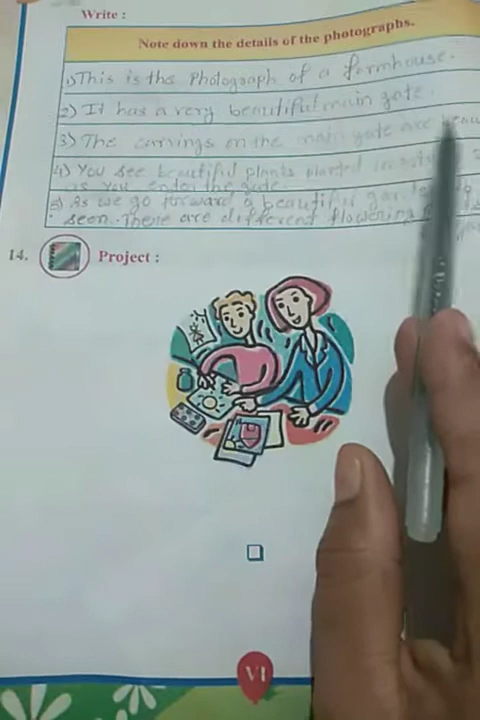 Write :
Note down the details of the photographs.
1) This is the Photograph of a farmhouse.
2) It has a very beautiful main gate.
3) The carvings on the main gate are beau
4) You see beautiful plants planted
as you enter the gate.
5) As we go forward a beautiful
seen. There are different flowering
14. Project :
VI